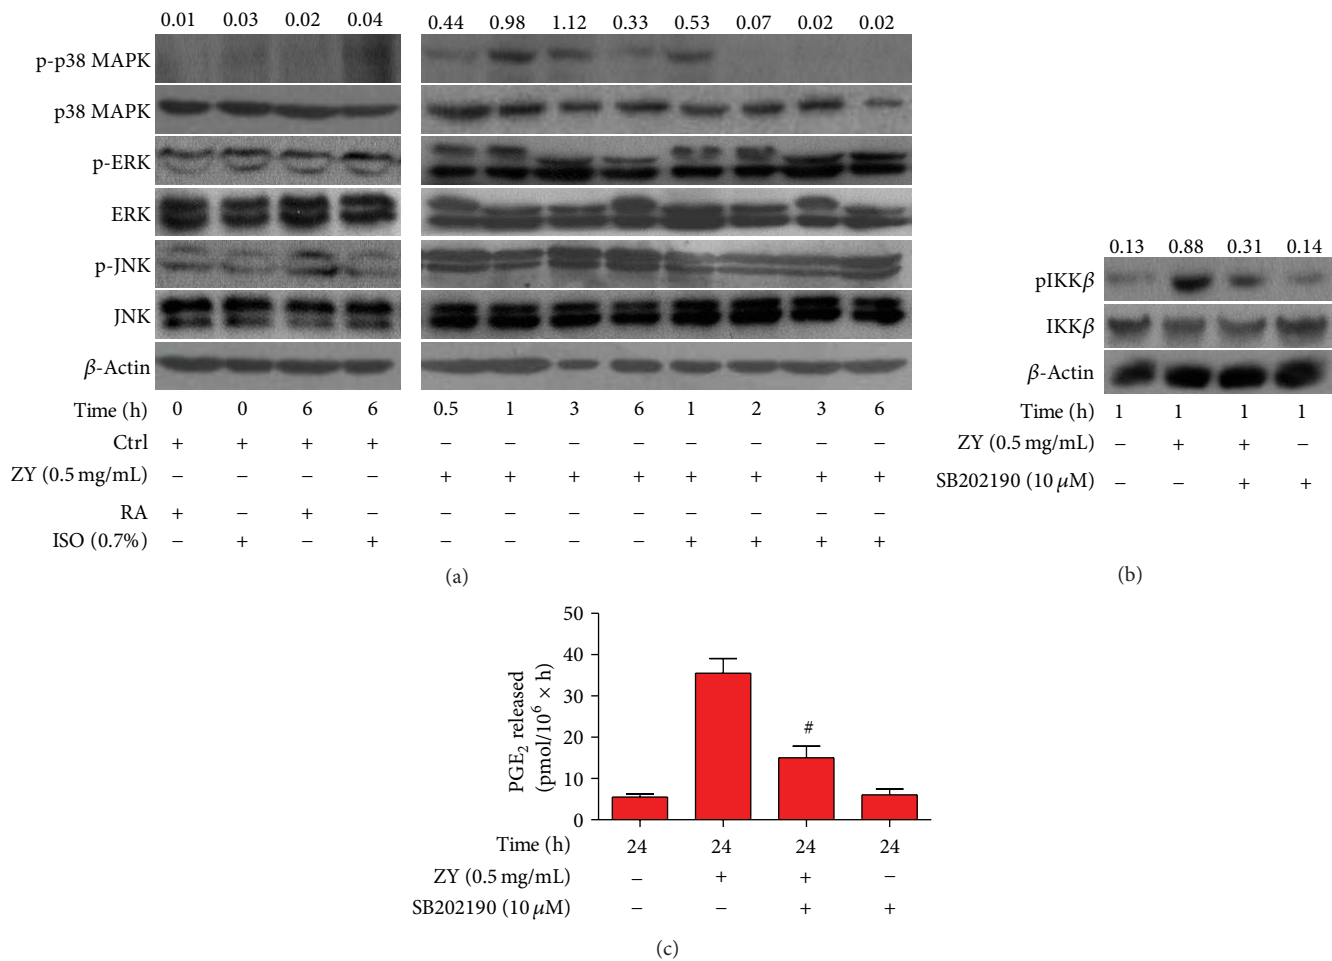 0.01 0.03 0.02 0.04 0.44 0.98 1.12 0.33 0.53 0.07 0.02 0.02
p-p38 MAPK
p38 MAPK
p-ERK
ERK
p-JNK
JNK
β-Actin
Time (h) 0 0 6 6 0.5 1 3 6 1 2 3 6
Ctrl + + + + − − − − − − − −
ZY (0.5 mg/mL) − − − − + + + + + + + +
RA + − + − − − − − − − − −
ISO (0.7%) − + − + − − − − + + + +
(a)
0.13 0.88 0.31 0.14
pIKKβ
IKKβ
β-Actin
Time (h) 1 1 1 1
ZY (0.5 mg/mL) − + + −
SB202190 (10 μM) − − + +
(b)
PGE₂ released
(pmol/10⁶ × h)
50
40
30
20
10
0
#
Time (h) 24 24 24 24
ZY (0.5 mg/mL) − + + −
SB202190 (10 μM) − − + +
(c)